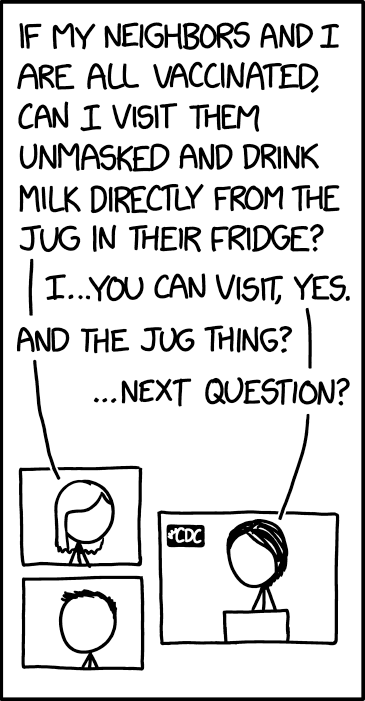 IF MY NEIGHBORS AND I
ARE ALL VACCINATED,
CAN I VISIT THEM
UNMASKED AND DRINK
MILK DIRECTLY FROM THE
JUG IN THEIR FRIDGE?
I...YOU CAN VISIT, YES.
AND THE JUG THING?
...NEXT QUESTION?
CDC